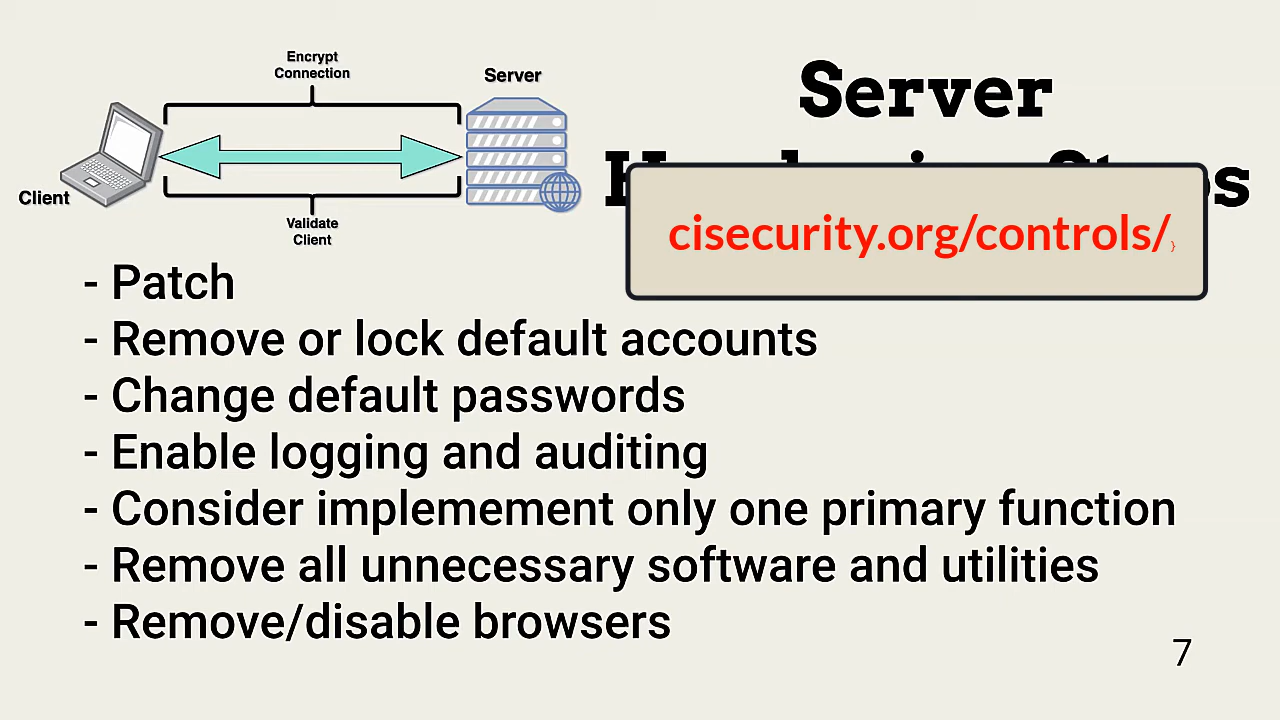 Encrypt
Connection
Server
Client
Validate
Client
Server
cisecurity.org/controls/}
- Patch
- Remove or lock default accounts
- Change default passwords
- Enable logging and auditing
- Consider implemement only one primary function
- Remove all unnecessary software and utilities
- Remove/disable browsers
7